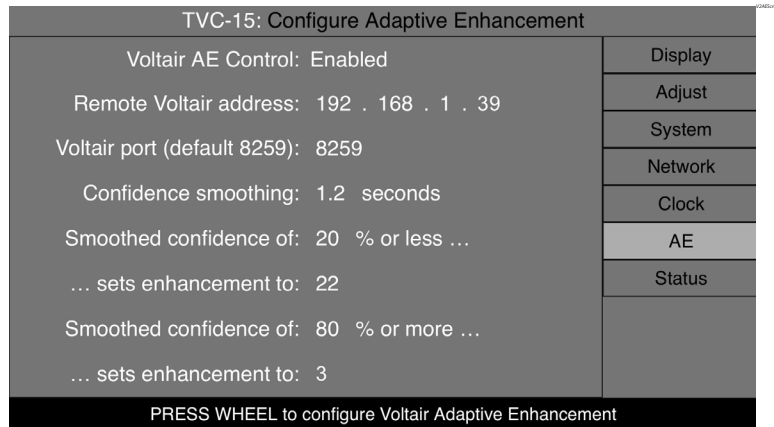 TVC-15: Configure Adaptive Enhancement
Voltair AE Control: Enabled
Remote Voltair address: 192 . 168 . 1 . 39
Voltair port (default 8259): 8259
Confidence smoothing: 1.2 seconds
Smoothed confidence of: 20 % or less …
… sets enhancement to: 22
Smoothed confidence of: 80 % or more …
… sets enhancement to: 3
Display
Adjust
System
Network
Clock
AE
Status
PRESS WHEEL to configure Voltair Adaptive Enhancement